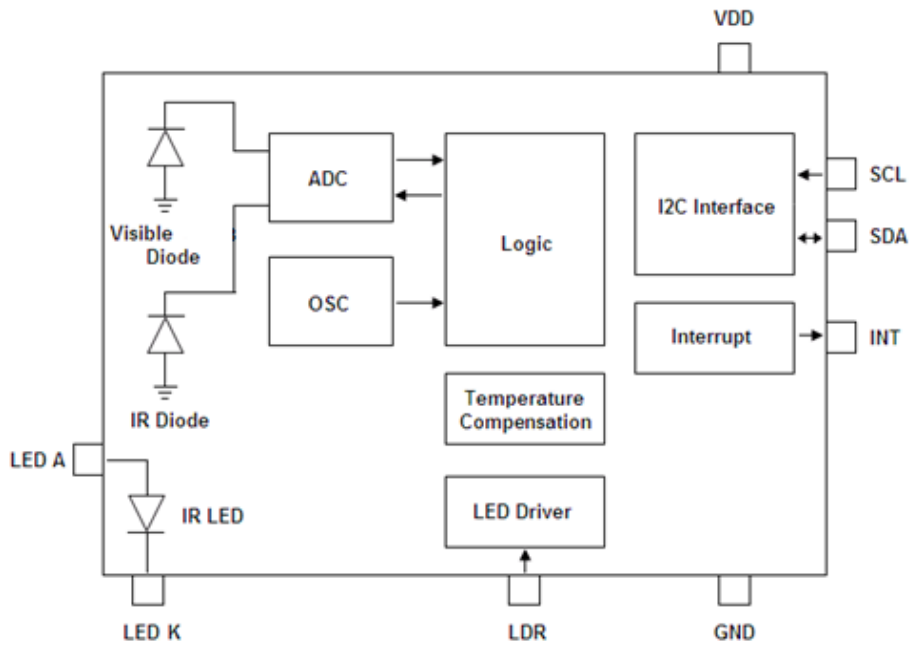 VDD
ADC
Logic
I2C Interface
SCL
SDA
Visible
Diode
OSC
Interrupt
INT
IR Diode
Temperature
Compensation
LED A
IR LED
LED Driver
LED K
LDR
GND